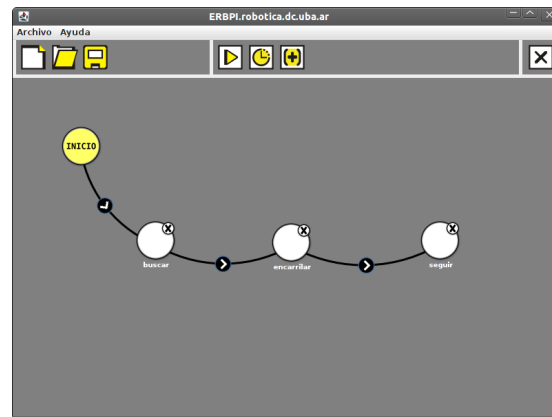 ERBPI.robotica.dc.uba.ar
Archivo Ayuda
INICIO
buscar
encarrilar
seguir